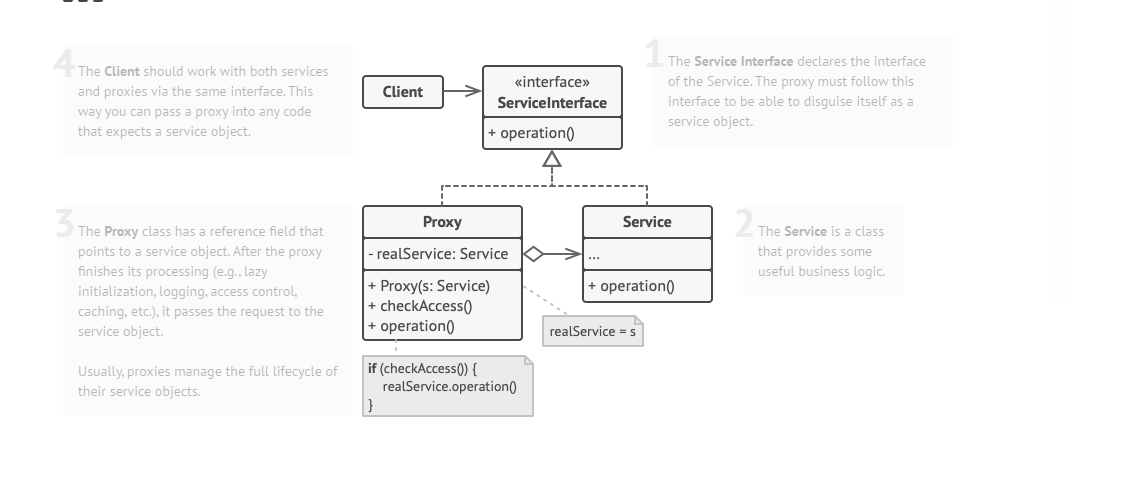 4
The Client should work with both services
and proxies via the same interface. This
way you can pass a proxy into any code
that expects a service object.
Client
«interface»
ServiceInterface
+ operation()
1
The Service Interface declares the interface
of the Service. The proxy must follow this
interface to be able to disguise itself as a
service object.
3
The Proxy class has a reference field that
points to a service object. After the proxy
finishes its processing (e.g., lazy
initialization, logging, access control,
caching, etc.), it passes the request to the
service object.
Usually, proxies manage the full lifecycle of
their service objects.
Proxy
- realService: Service
+ Proxy(s: Service)
+ checkAccess()
+ operation()
Service
...
+ operation()
2
The Service is a class
that provides some
useful business logic.
realService = s
if (checkAccess()) {
realService.operation()
}